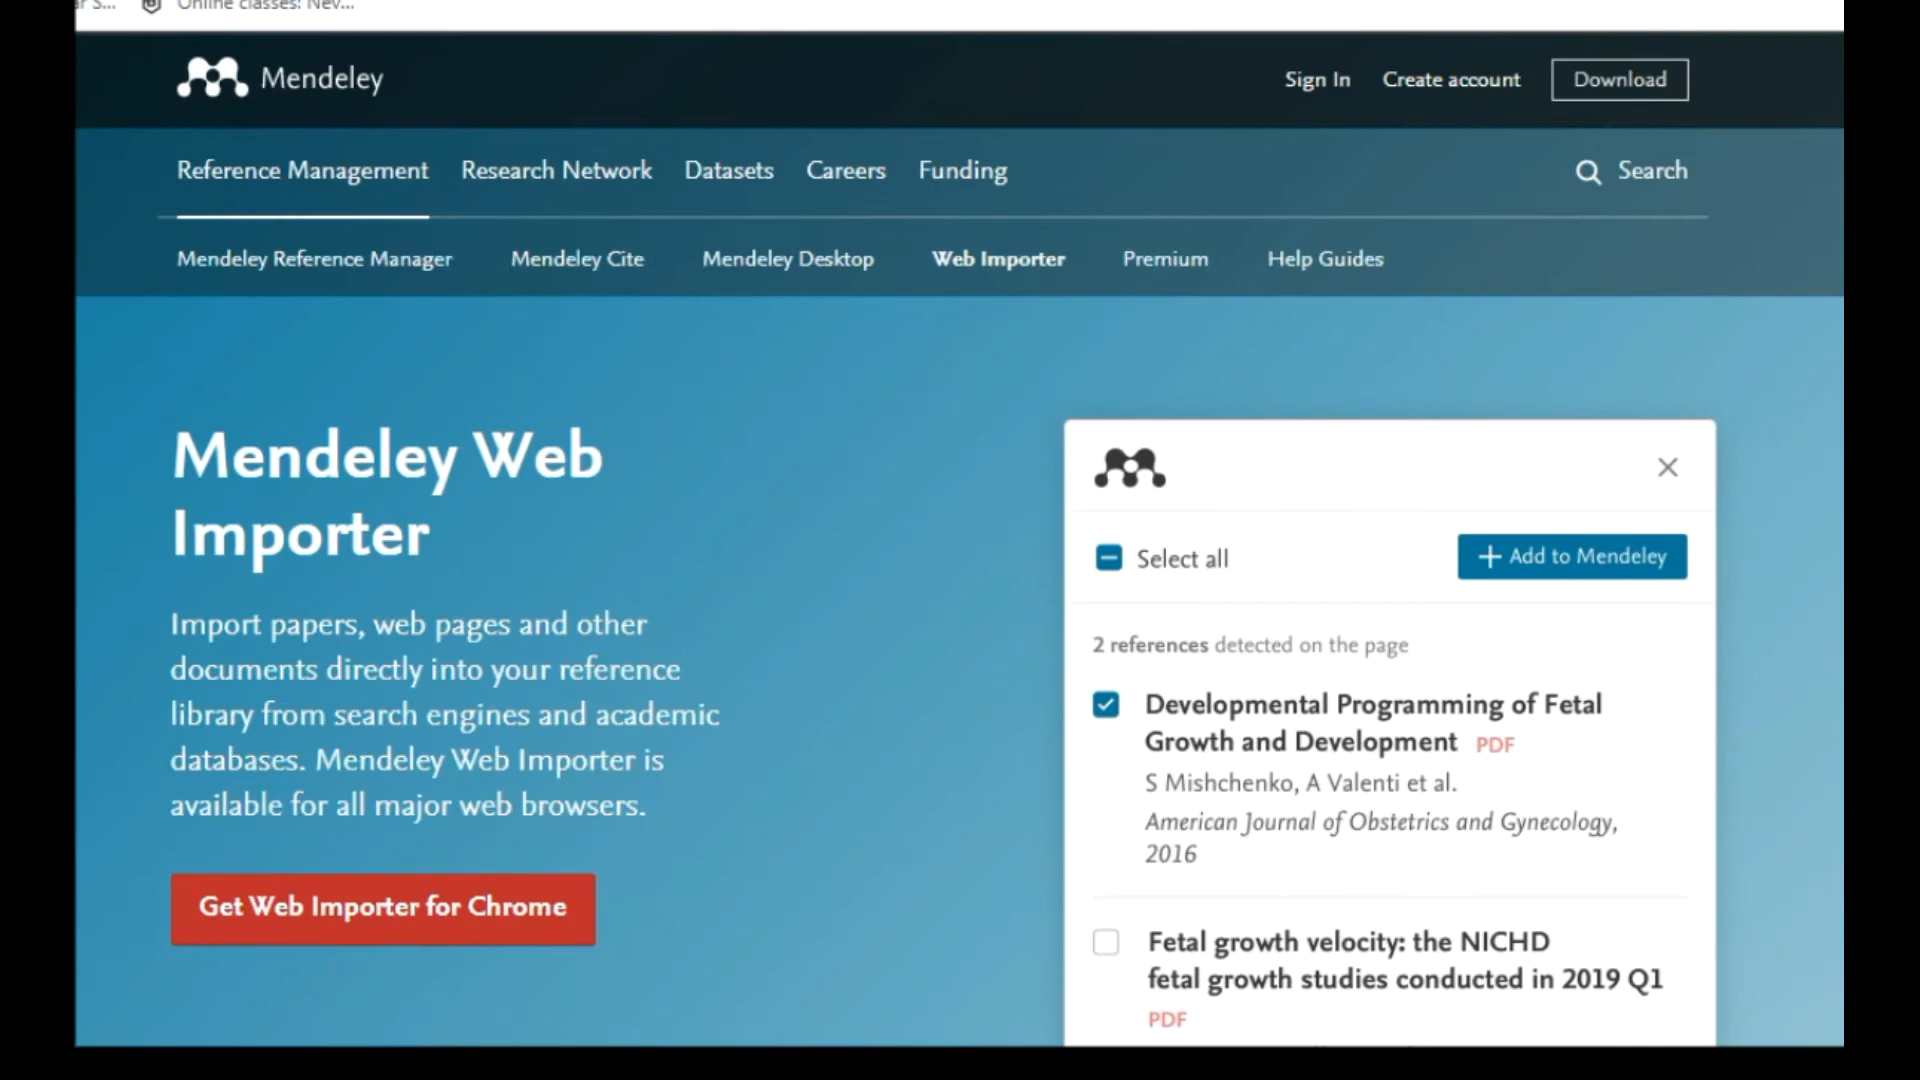 Online classes: Nev...
Mendeley
Sign In Create account Download
Reference Management Research Network Datasets Careers Funding Search
Mendeley Reference Manager Mendeley Cite Mendeley Desktop Web Importer Premium Help Guides
Mendeley Web
Importer
Import papers, web pages and other
documents directly into your reference
library from search engines and academic
databases. Mendeley Web Importer is
available for all major web browsers.
Get Web Importer for Chrome
Select all
+ Add to Mendeley
2 references detected on the page
Developmental Programming of Fetal
Growth and Development PDF
S Mishchenko, A Valenti et al.
American Journal of Obstetrics and Gynecology,
2016
Fetal growth velocity: the NICHD
fetal growth studies conducted in 2019 Q1
PDF